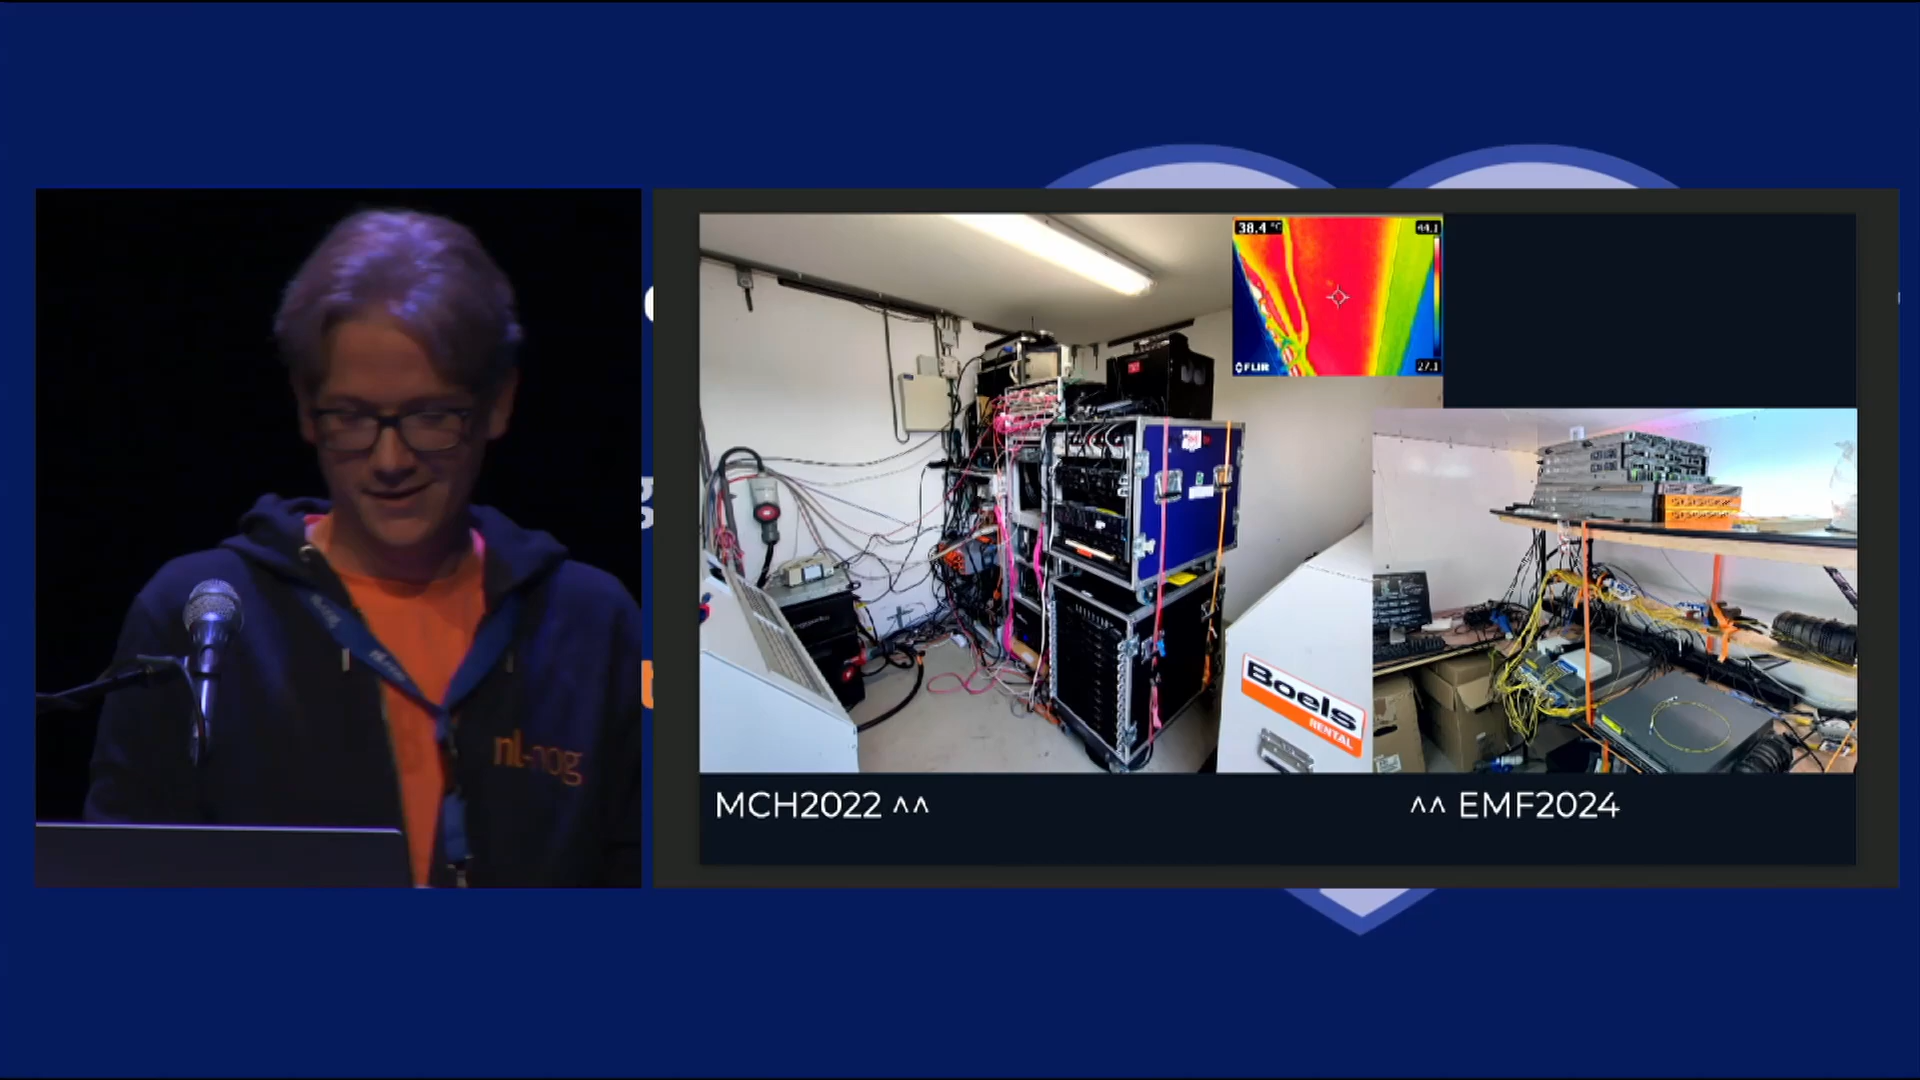 38.4 °C
44.1
FLIR
27.1
Boels
RENTAL
nl-nog
MCH2022 ^^
^^ EMF2024